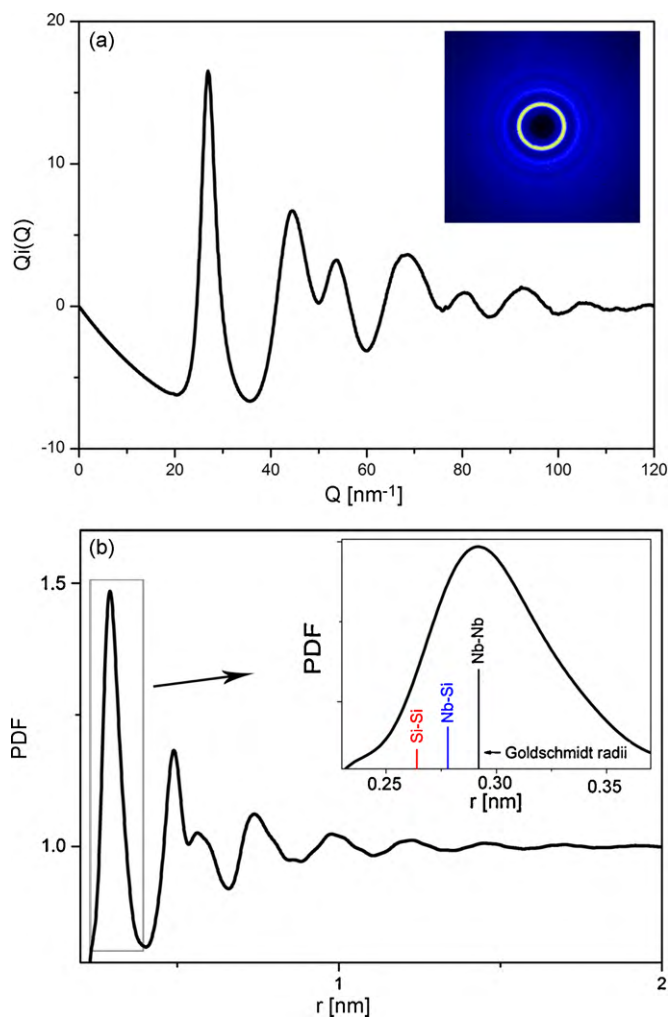 20
(a)
10
Qi(Q)
0
-10
0 20 40 60 80 100 120
Q [nm⁻¹]
(b)
1.5
PDF
1.0
1 2
r [nm]
PDF
Si-Si
Nb-Si
Nb-Nb
Goldschmidt radii
0.25 0.30 0.35
r [nm]